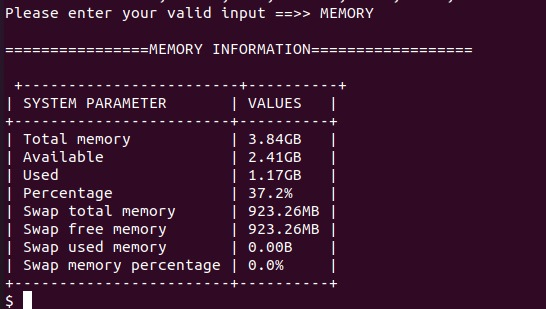 Please enter your valid input ==>> MEMORY
================MEMORY INFORMATION==================
+------------------------+----------+
| SYSTEM PARAMETER | VALUES |
+------------------------+----------+
| Total memory | 3.84GB |
| Available | 2.41GB |
| Used | 1.17GB |
| Percentage | 37.2% |
| Swap total memory | 923.26MB |
| Swap free memory | 923.26MB |
| Swap used memory | 0.00B |
| Swap memory percentage | 0.0% |
+------------------------+----------+
$